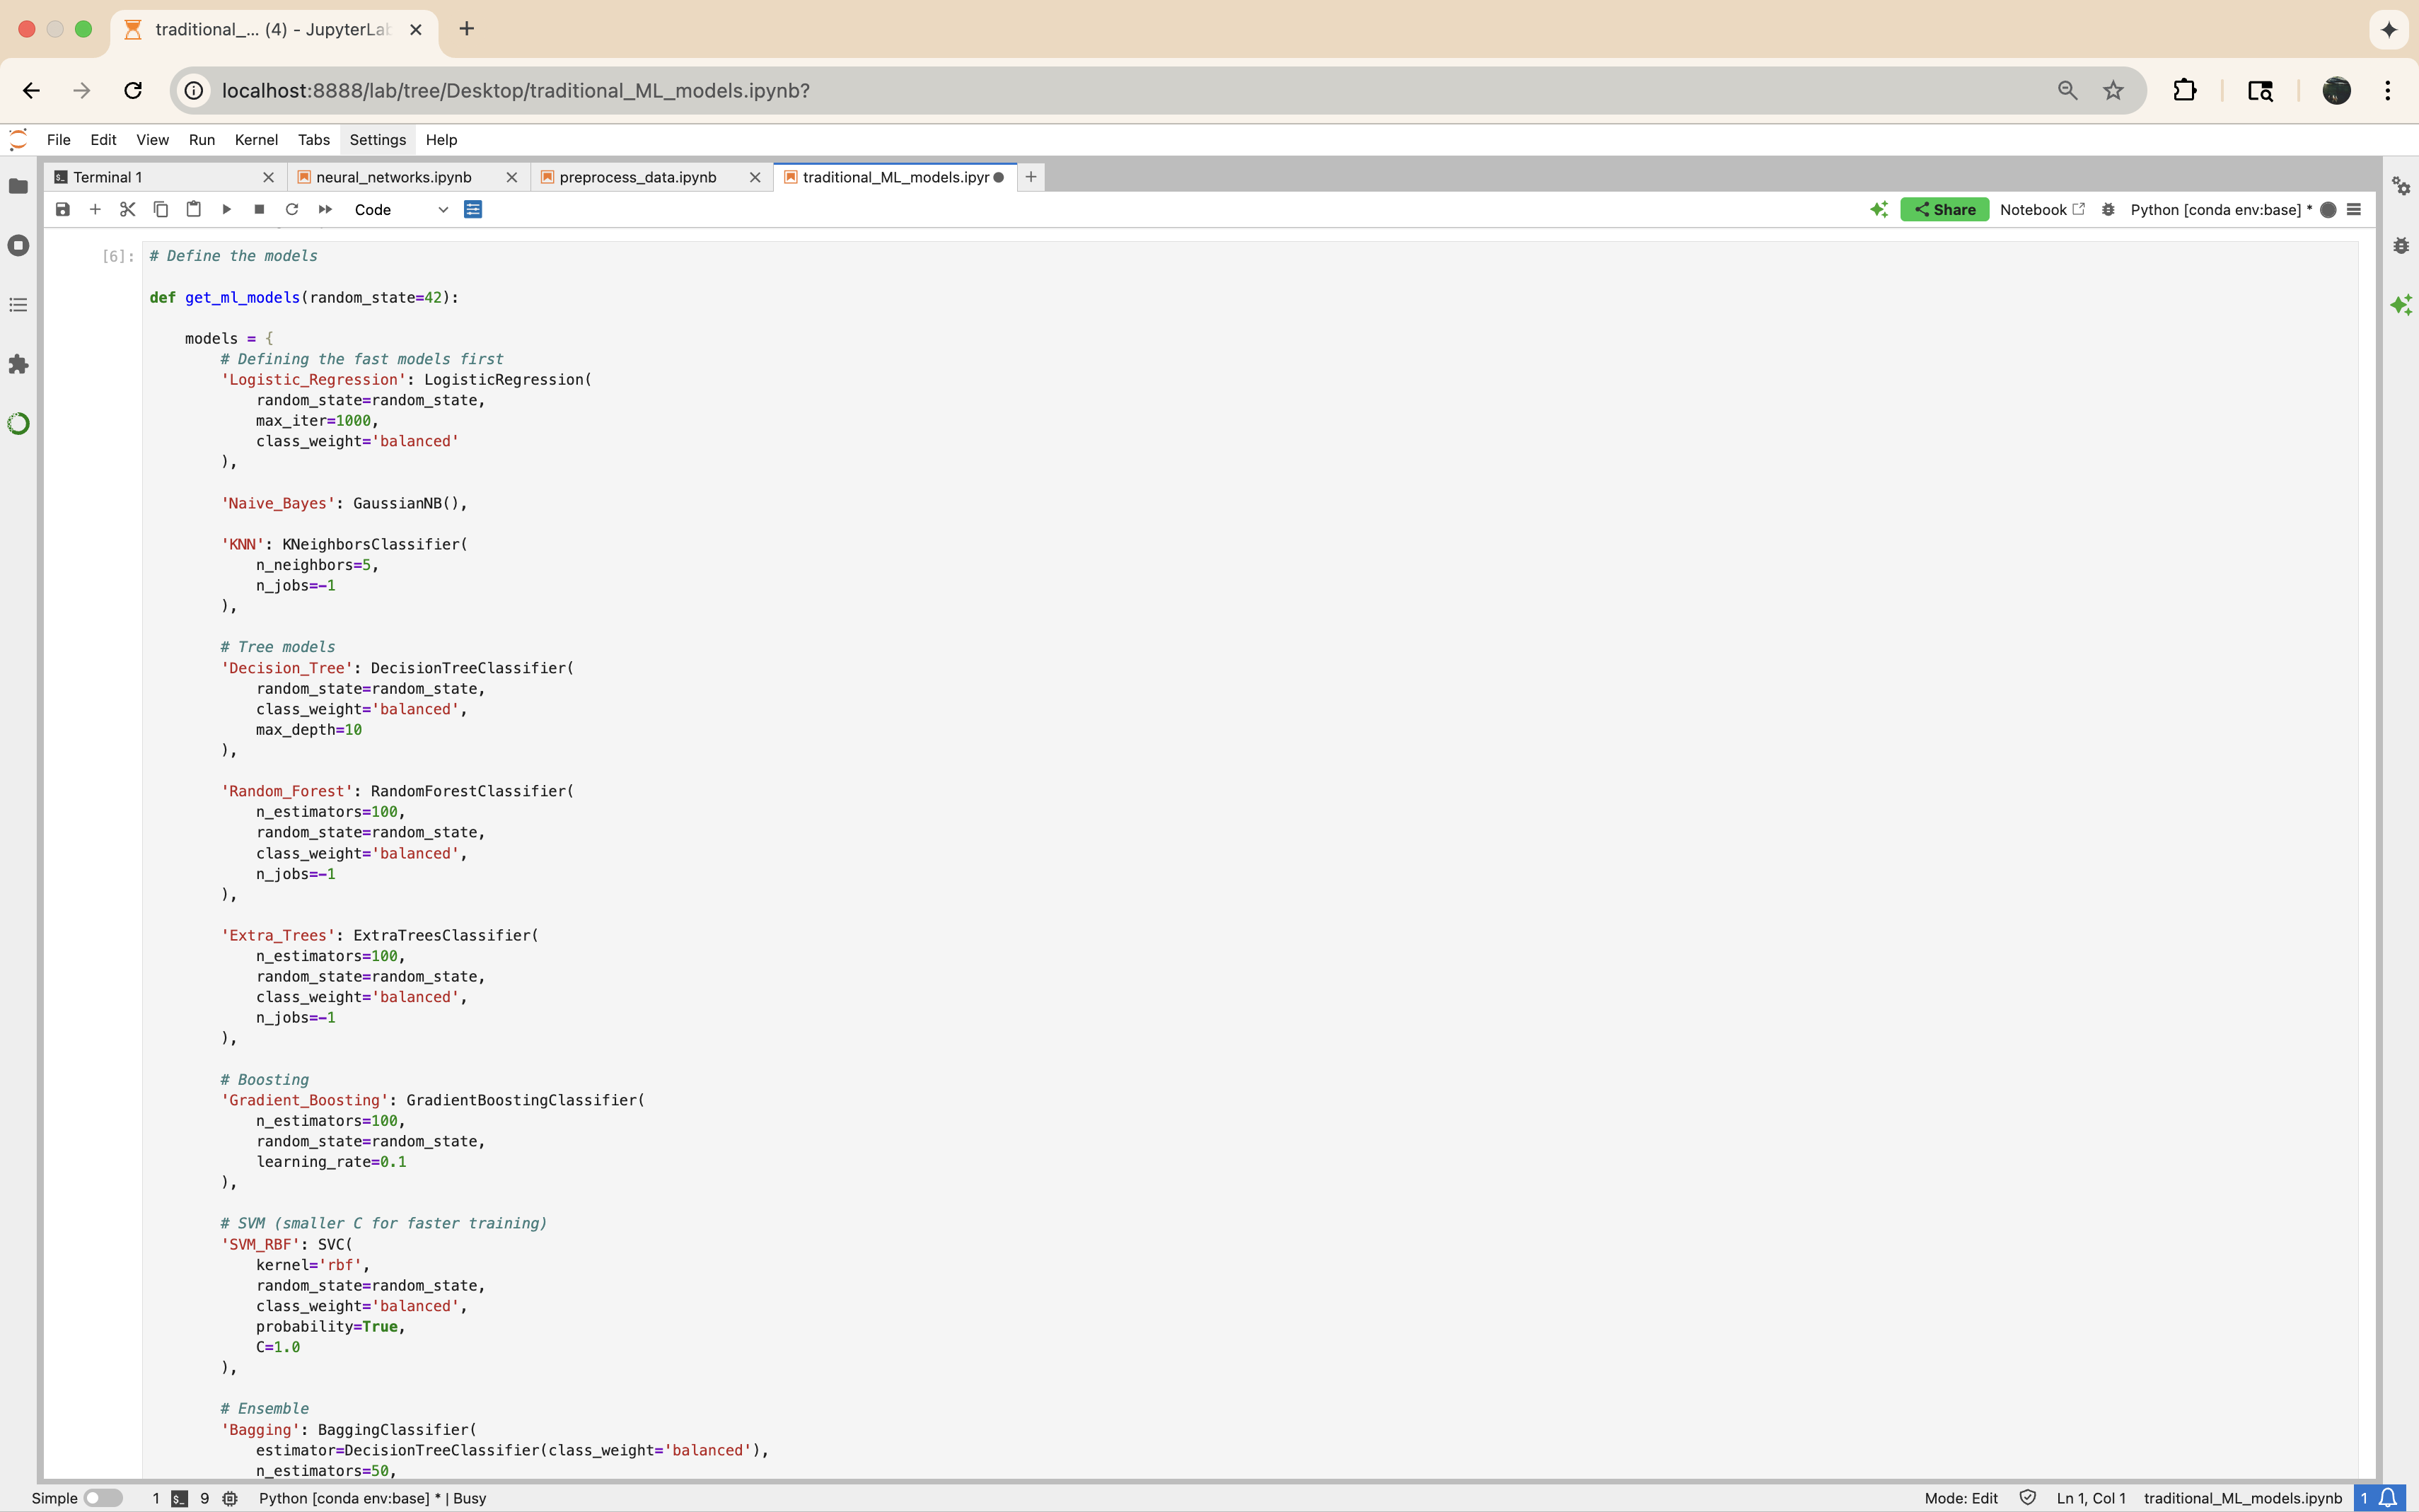 traditional_... (4) - JupyterLab
localhost:8888/lab/tree/Desktop/traditional_ML_models.ipynb?
File Edit View Run Kernel Tabs Settings Help
Terminal 1 neural_networks.ipynb preprocess_data.ipynb traditional_ML_models.ipyr
Code Share Notebook Python [conda env:base] *
[6]: # Define the models
def get_ml_models(random_state=42):
models = {
# Defining the fast models first
'Logistic_Regression': LogisticRegression(
random_state=random_state,
max_iter=1000,
class_weight='balanced'
),
'Naive_Bayes': GaussianNB(),
'KNN': KNeighborsClassifier(
n_neighbors=5,
n_jobs=-1
),
# Tree models
'Decision_Tree': DecisionTreeClassifier(
random_state=random_state,
class_weight='balanced',
max_depth=10
),
'Random_Forest': RandomForestClassifier(
n_estimators=100,
random_state=random_state,
class_weight='balanced',
n_jobs=-1
),
'Extra_Trees': ExtraTreesClassifier(
n_estimators=100,
random_state=random_state,
class_weight='balanced',
n_jobs=-1
),
# Boosting
'Gradient_Boosting': GradientBoostingClassifier(
n_estimators=100,
random_state=random_state,
learning_rate=0.1
),
# SVM (smaller C for faster training)
'SVM_RBF': SVC(
kernel='rbf',
random_state=random_state,
class_weight='balanced',
probability=True,
C=1.0
),
# Ensemble
'Bagging': BaggingClassifier(
estimator=DecisionTreeClassifier(class_weight='balanced'),
n_estimators=50,
Simple 1 $_ 9 Python [conda env:base] * | Busy Mode: Edit Ln 1, Col 1 traditional_ML_models.ipynb 1